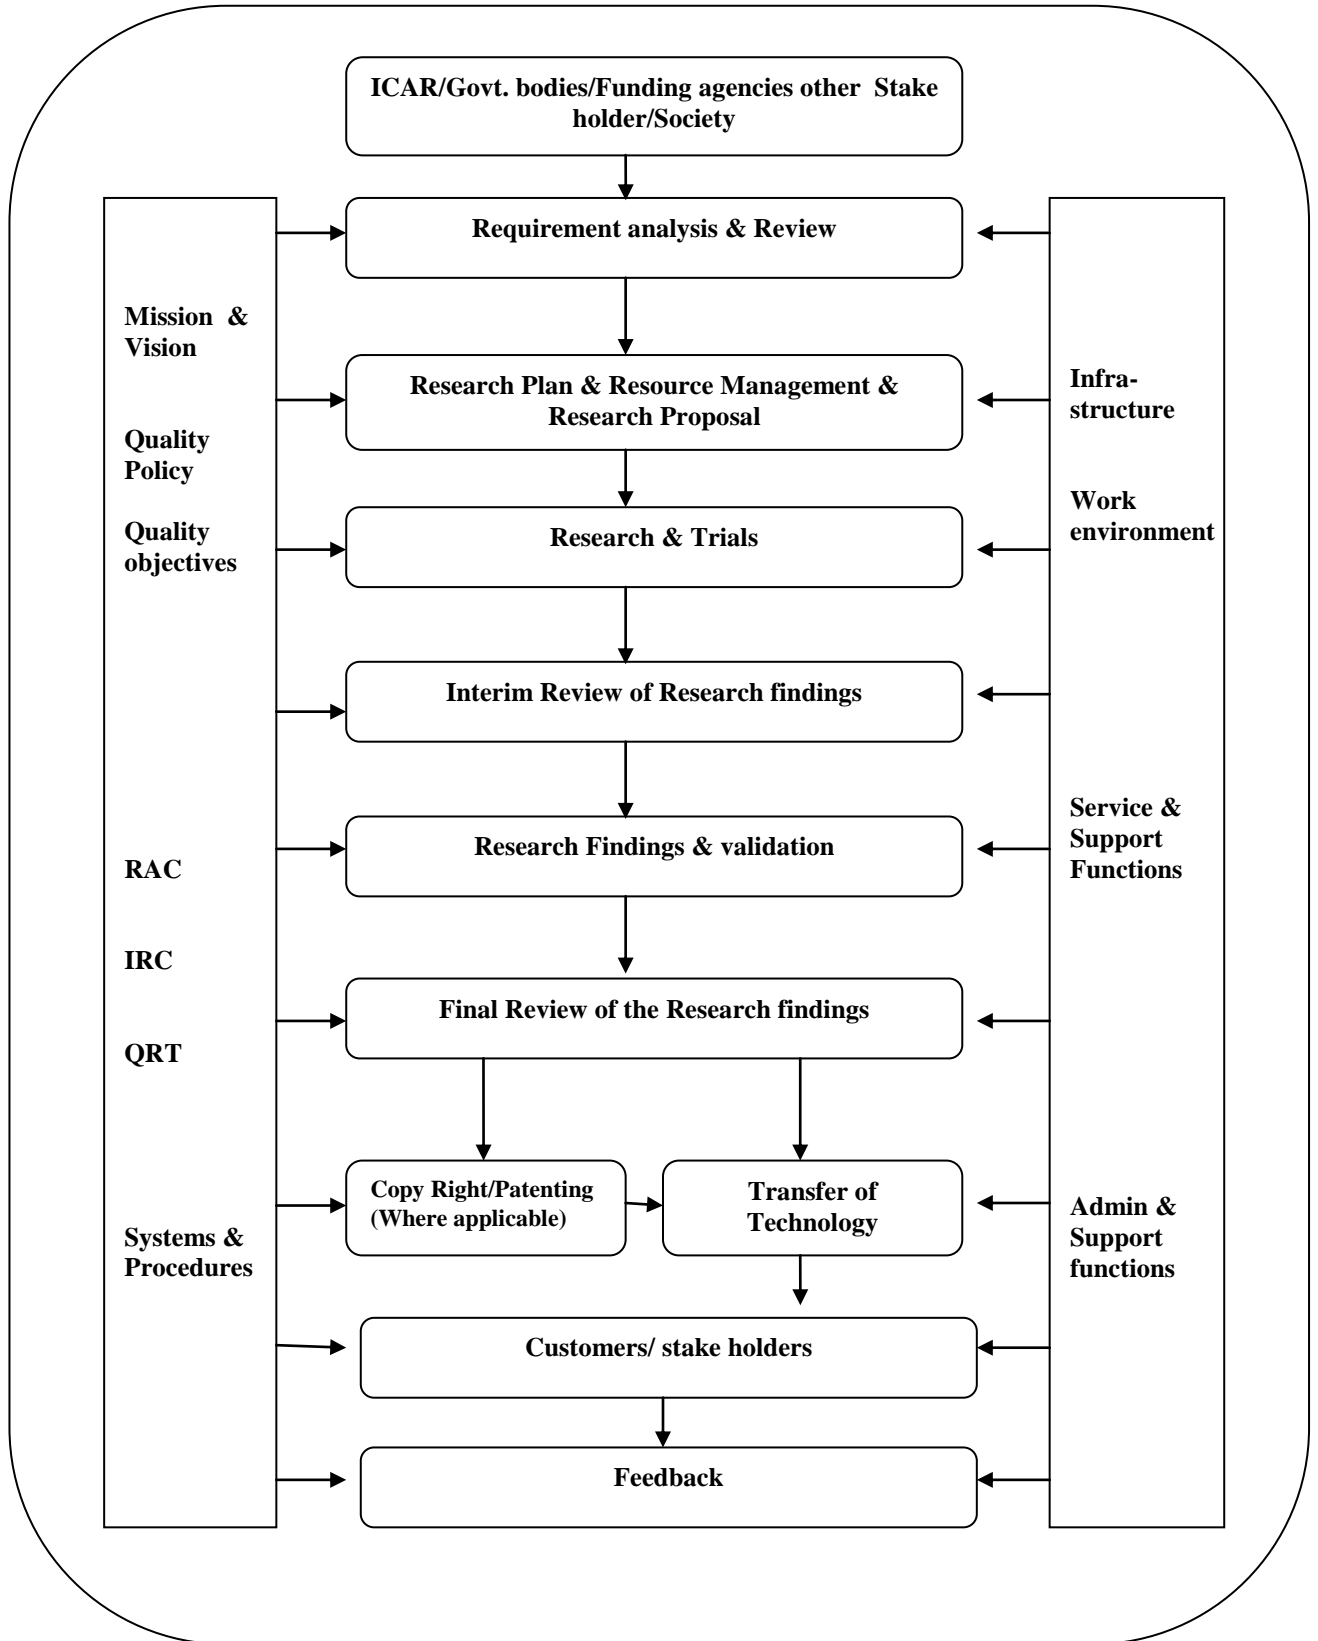 ICAR/Govt. bodies/Funding agencies other  Stake
holder/Society
Requirement analysis & Review
Research Plan & Resource Management &
Research Proposal
Research & Trials
Interim Review of Research findings
Research Findings & validation
Final Review of the Research findings
Copy Right/Patenting
(Where applicable)
Transfer of
Technology
Customers/ stake holders
Feedback
Mission  &
Vision
Quality
Policy
Quality
objectives
RAC
IRC
QRT
Systems &
Procedures
Infra-
structure
Work
environment
Service &
Support
Functions
Admin &
Support
functions